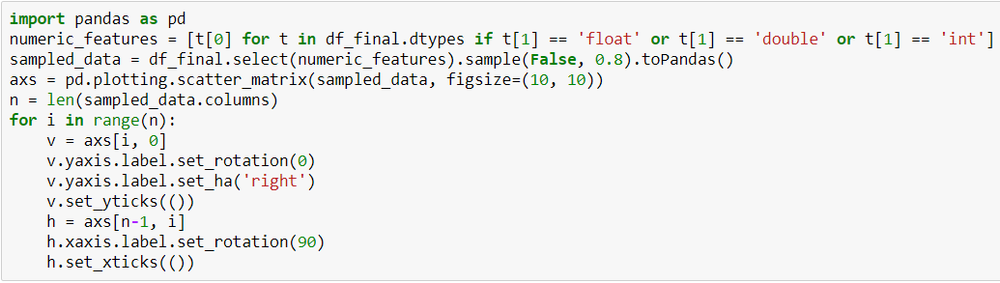 import pandas as pd
numeric_features = [t[0] for t in df_final.dtypes if t[1] == 'float' or t[1] == 'double' or t[1] == 'int']
sampled_data = df_final.select(numeric_features).sample(False, 0.8).toPandas()
axs = pd.plotting.scatter_matrix(sampled_data, figsize=(10, 10))
n = len(sampled_data.columns)
for i in range(n):
    v = axs[i, 0]
    v.yaxis.label.set_rotation(0)
    v.yaxis.label.set_ha('right')
    v.set_yticks(())
    h = axs[n-1, i]
    h.xaxis.label.set_rotation(90)
    h.set_xticks(())